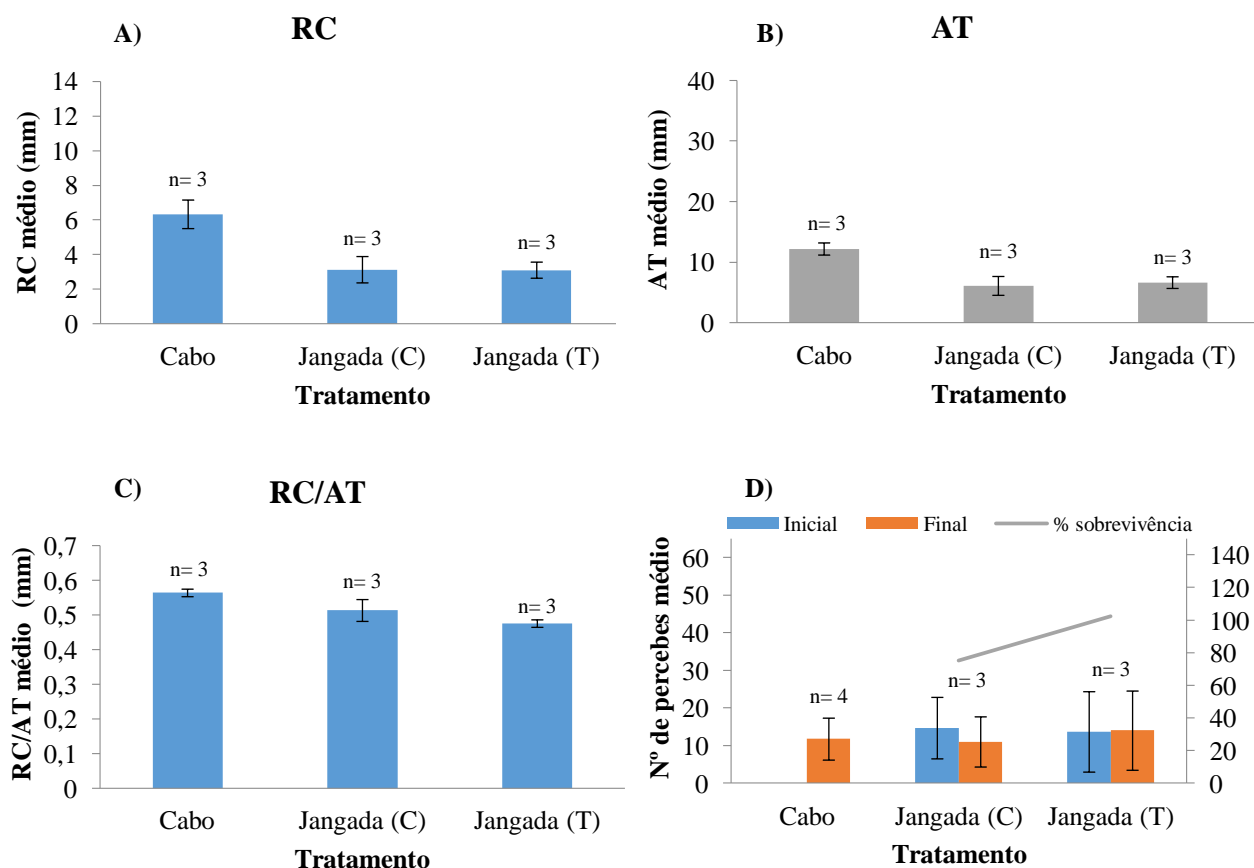 A) RC
RC médio (mm)
14
12
10
8
6
4
2
0
n= 3
n= 3
n= 3
Cabo Jangada (C) Jangada (T)
Tratamento
B) AT
AT médio (mm)
40
30
20
10
0
n= 3
n= 3
n= 3
Cabo Jangada (C) Jangada (T)
Tratamento
C) RC/AT
RC/AT médio (mm)
0,7
0,6
0,5
0,4
0,3
0,2
0,1
0
n= 3
n= 3
n= 3
Cabo Jangada (C) Jangada (T)
Tratamento
D)
Inicial Final % sobrevivência
Nº de percebes médio
60
50
40
30
20
10
0
n= 4
n= 3
n= 3
140
120
100
80
60
40
20
0
Cabo Jangada (C) Jangada (T)
Tratamento